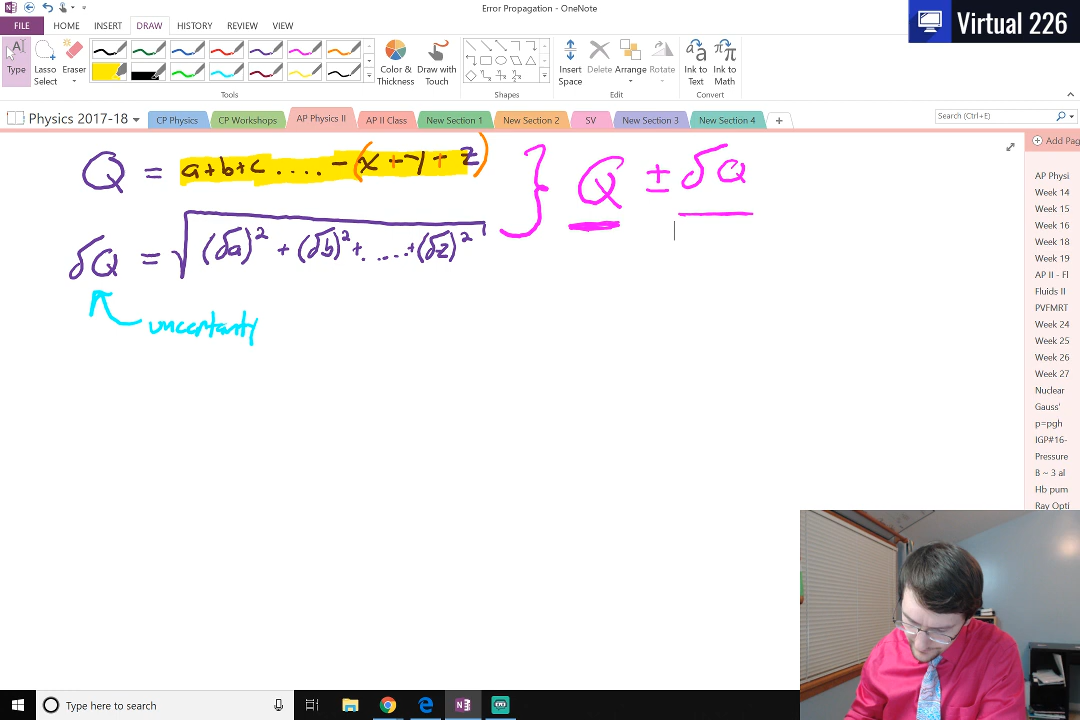 Error Propagation - OneNote
Virtual 226
FILE HOME INSERT DRAW HISTORY REVIEW VIEW
Type
Lasso Select
Eraser
Color & Thickness
Draw with Touch
Insert Space
Delete
Arrange
Rotate
Ink to Text
Ink to Math
Tools
Shapes
Edit
Convert
Physics 2017-18
CP Physics
CP Workshops
AP Physics II
AP II Class
New Section 1
New Section 2
SV
New Section 3
New Section 4
Search (Ctrl+E)
Add Pag
Q = a+b+c .... -(x+y+z) } Q ± δQ
δQ = √(δa)² + (δb)² + .... +(δz)²
uncertainty
AP Physi
Week 14
Week 15
Week 16
Week 18
Week 19
AP II - Fl
Fluids II
PVFMRT
Week 24
Week 25
Week 26
Week 27
Nuclear
Gauss'
p=pgh
IGP#16-
Pressure
B ~ 3 al
Hb pum
Ray Opti
Type here to search